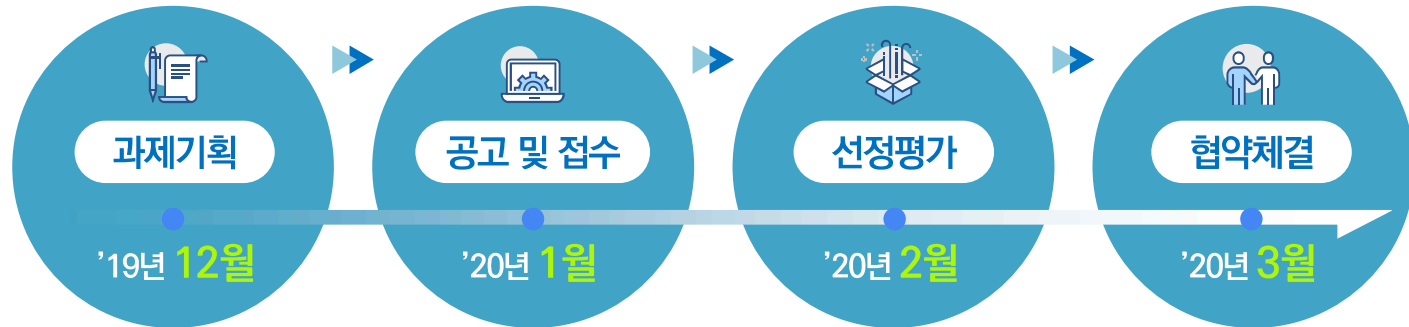 과제기획
공고 및 접수
선정평가
협약체결
’19년 12월
’20년 1월
’20년 2월
’20년 3월